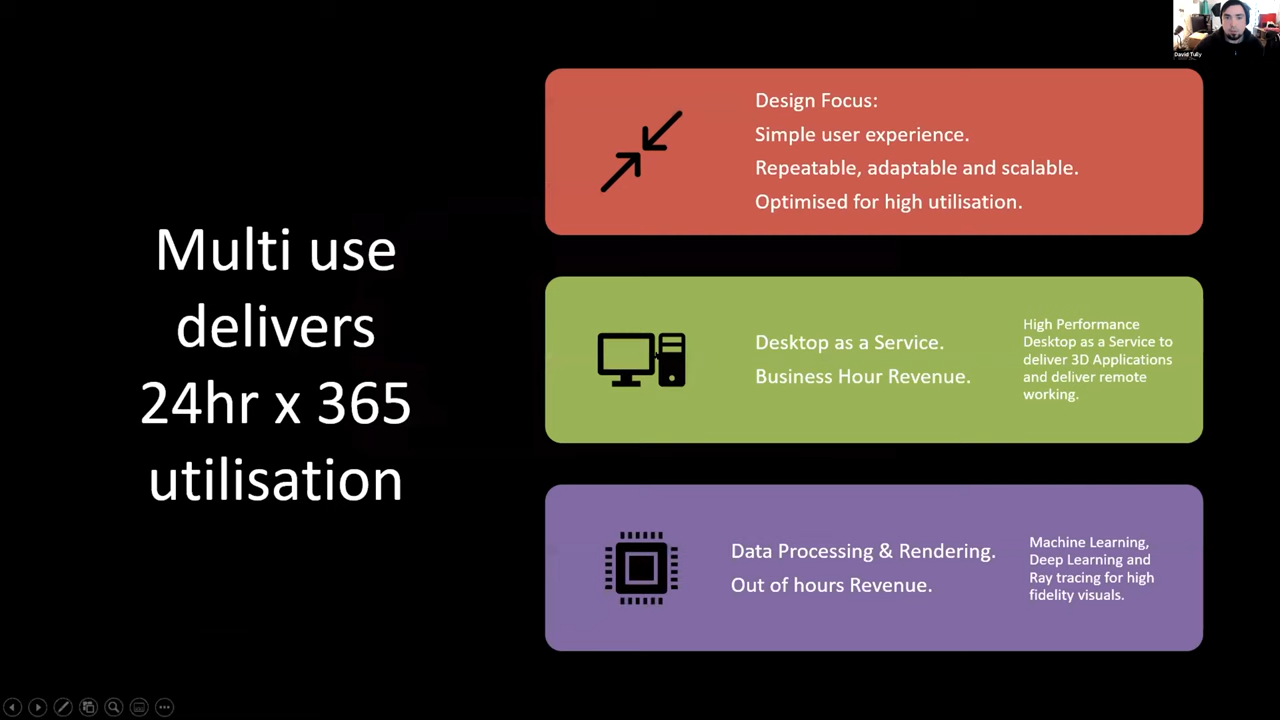 Multi use
delivers
24hr x 365
utilisation
David Tully
Design Focus:
Simple user experience.
Repeatable, adaptable and scalable.
Optimised for high utilisation.
Desktop as a Service.
Business Hour Revenue.
High Performance
Desktop as a Service to
deliver 3D Applications
and deliver remote
working.
Data Processing & Rendering.
Out of hours Revenue.
Machine Learning,
Deep Learning and
Ray tracing for high
fidelity visuals.